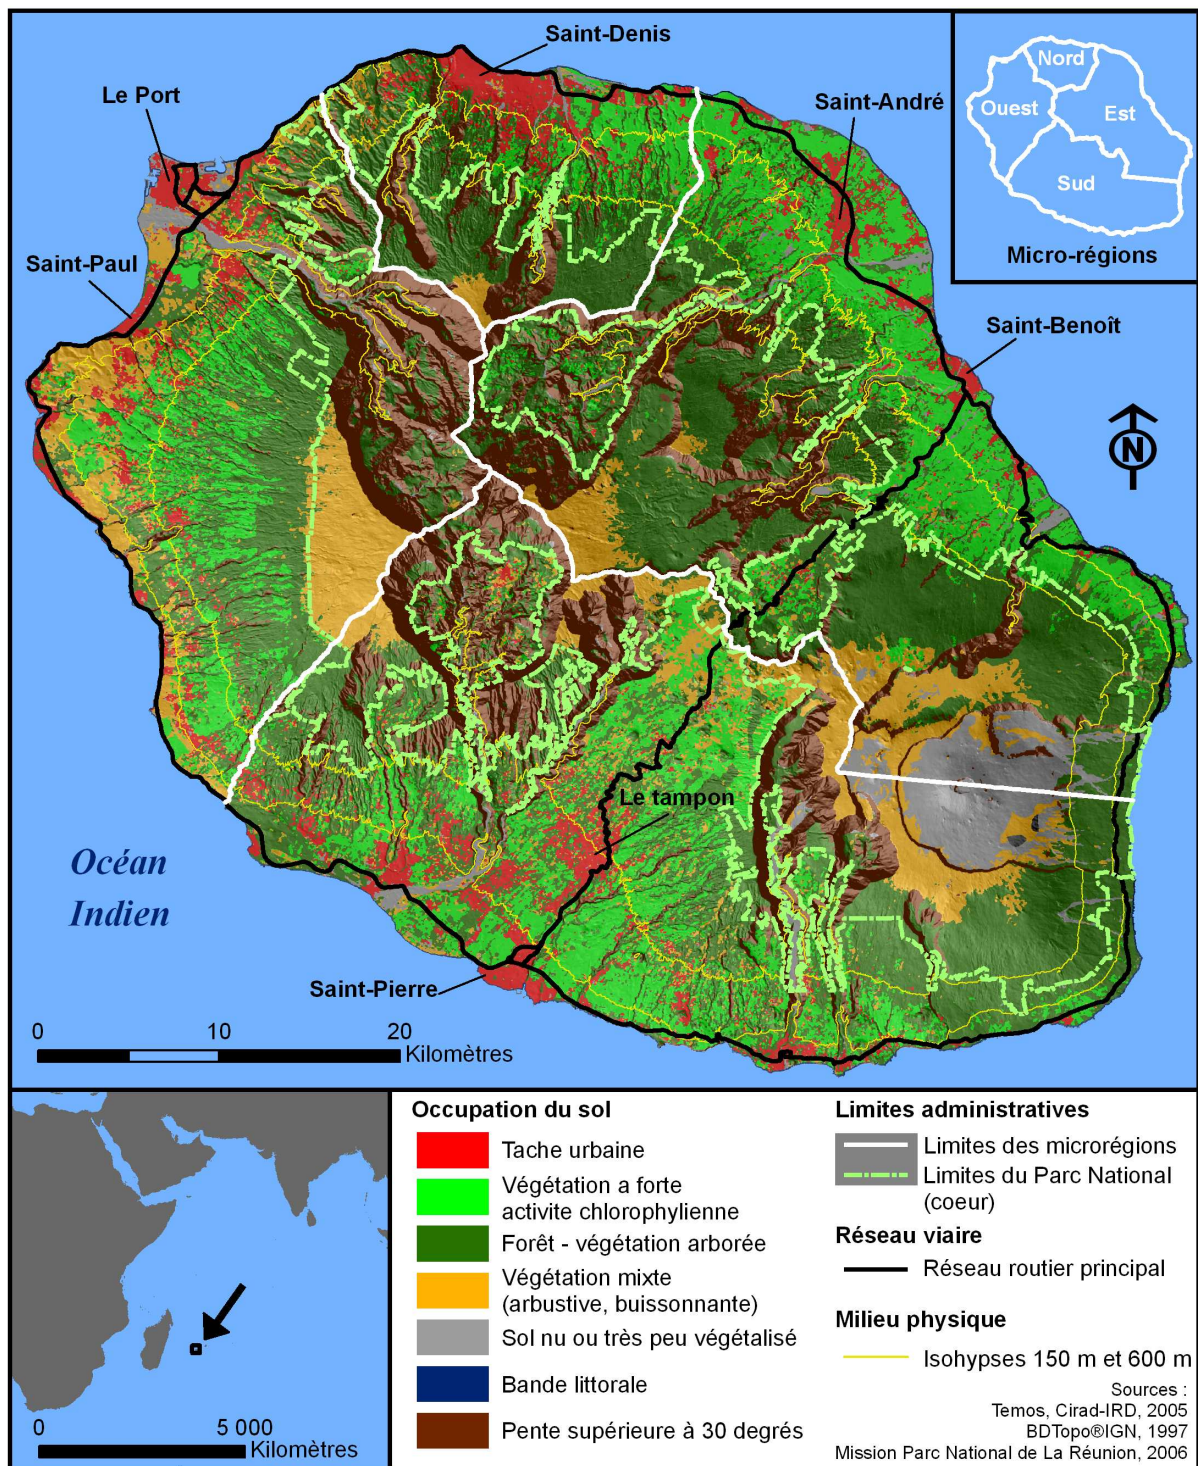 Saint-Denis
Le Port
Saint-André
Saint-Paul
Saint-Benoît
Nord
Ouest
Est
Sud
Micro-régions
N
Le tampon
Océan
Indien
Saint-Pierre
0 10 20
Kilomètres
0 5 000
Kilomètres
Occupation du sol
Tache urbaine
Végétation a forte
activite chlorophylienne
Forêt - végétation arborée
Végétation mixte
(arbustive, buissonnante)
Sol nu ou très peu végétalisé
Bande littorale
Pente supérieure à 30 degrés
Limites administratives
Limites des microrégions
Limites du Parc National
(coeur)
Réseau viaire
Réseau routier principal
Milieu physique
Isohypses 150 m et 600 m
Sources :
Temos, Cirad-IRD, 2005
BDTopo®IGN, 1997
Mission Parc National de La Réunion, 2006